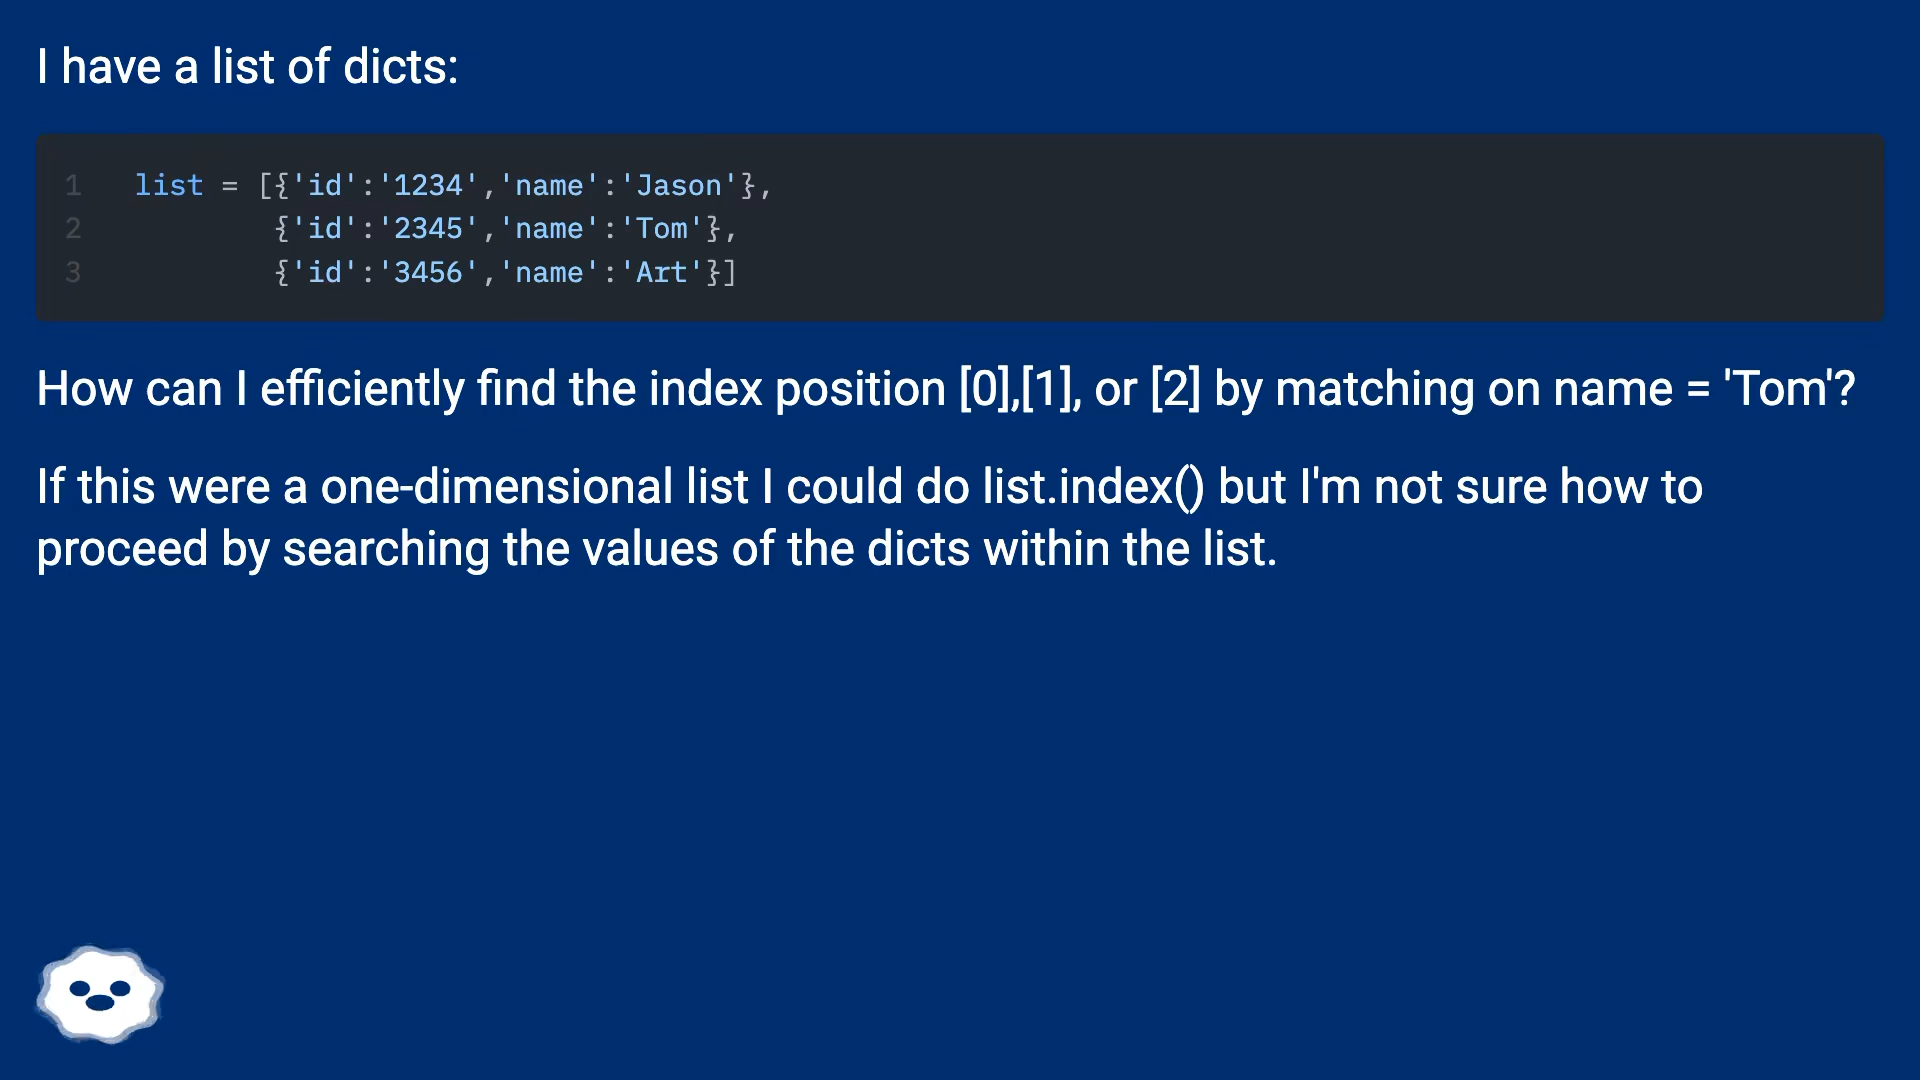 I have a list of dicts:
1 list = [{'id':'1234','name':'Jason'},
2 {'id':'2345','name':'Tom'},
3 {'id':'3456','name':'Art'}]
How can I efficiently find the index position [0],[1], or [2] by matching on name = 'Tom'?
If this were a one-dimensional list I could do list.index() but I'm not sure how to
proceed by searching the values of the dicts within the list.